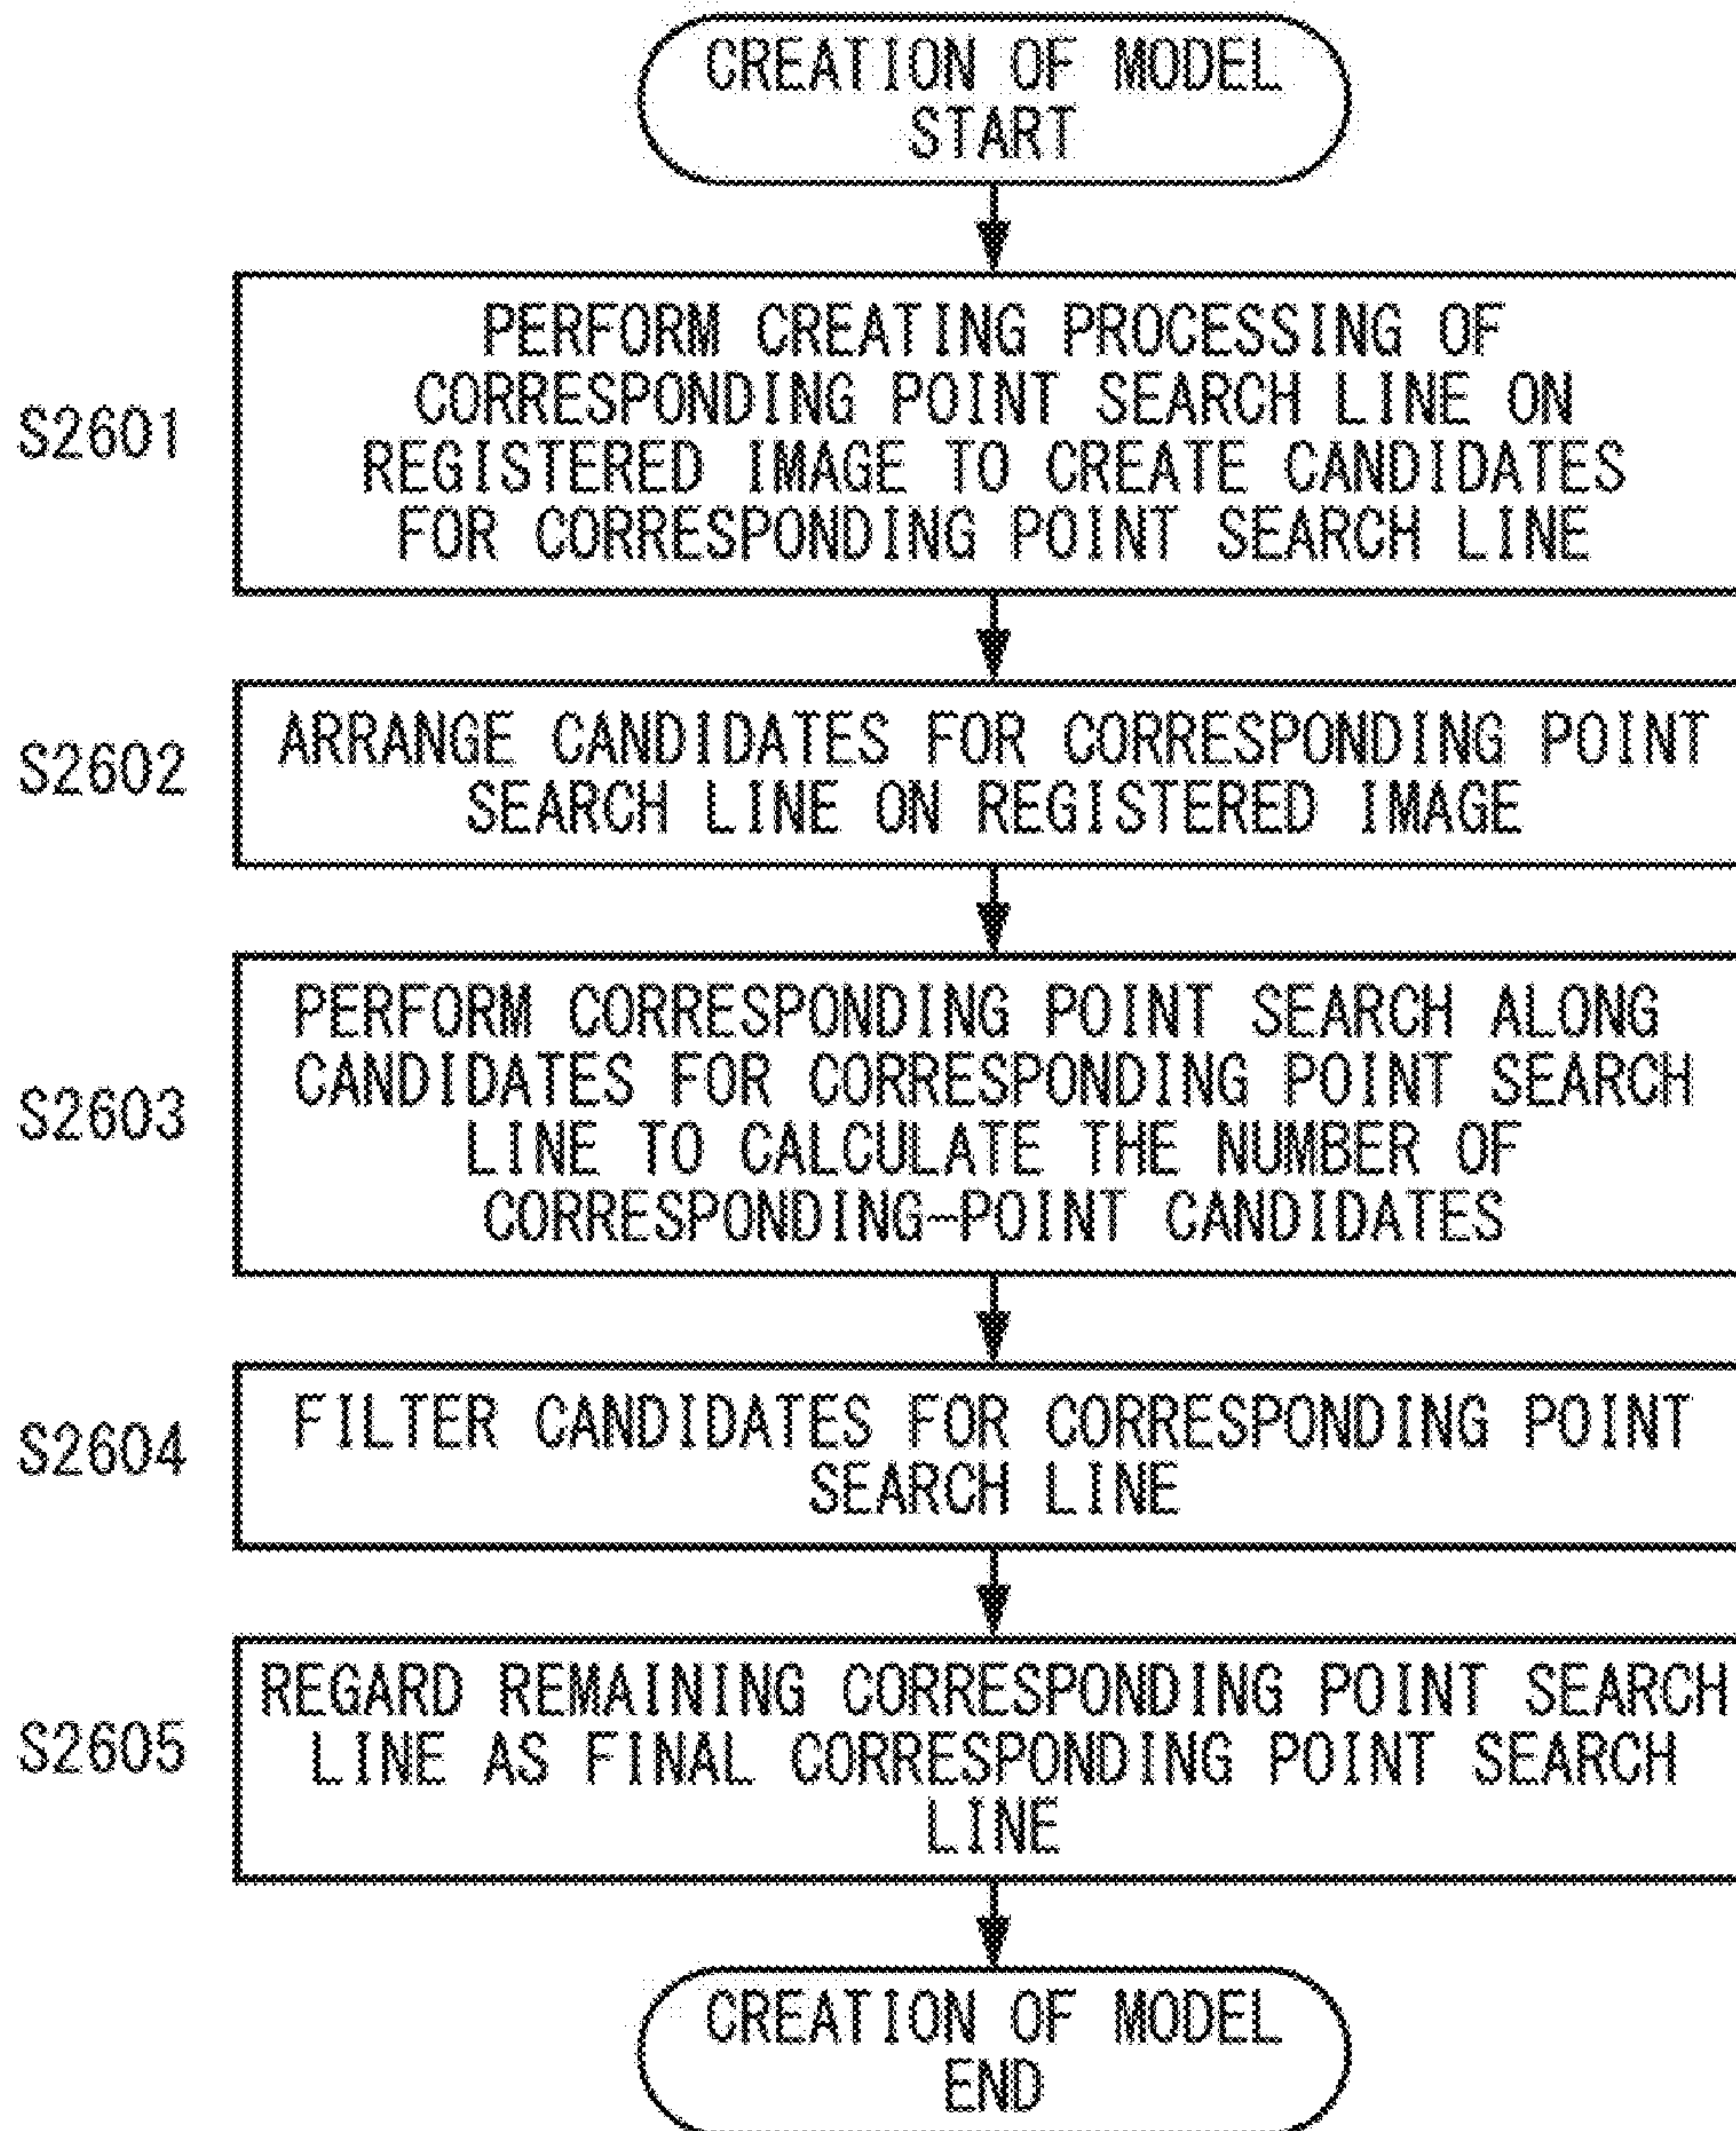 CREATION OF MODEL
START
S2601
PERFORM CREATING PROCESSING OF
CORRESPONDING POINT SEARCH LINE ON
REGISTERED IMAGE TO CREATE CANDIDATES
FOR CORRESPONDING POINT SEARCH LINE
S2602
ARRANGE CANDIDATES FOR CORRESPONDING POINT
SEARCH LINE ON REGISTERED IMAGE
S2603
PERFORM CORRESPONDING POINT SEARCH ALONG
CANDIDATES FOR CORRESPONDING POINT SEARCH
LINE TO CALCULATE THE NUMBER OF
CORRESPONDING-POINT CANDIDATES
S2604
FILTER CANDIDATES FOR CORRESPONDING POINT
SEARCH LINE
S2605
REGARD REMAINING CORRESPONDING POINT SEARCH
LINE AS FINAL CORRESPONDING POINT SEARCH
LINE
CREATION OF MODEL
END